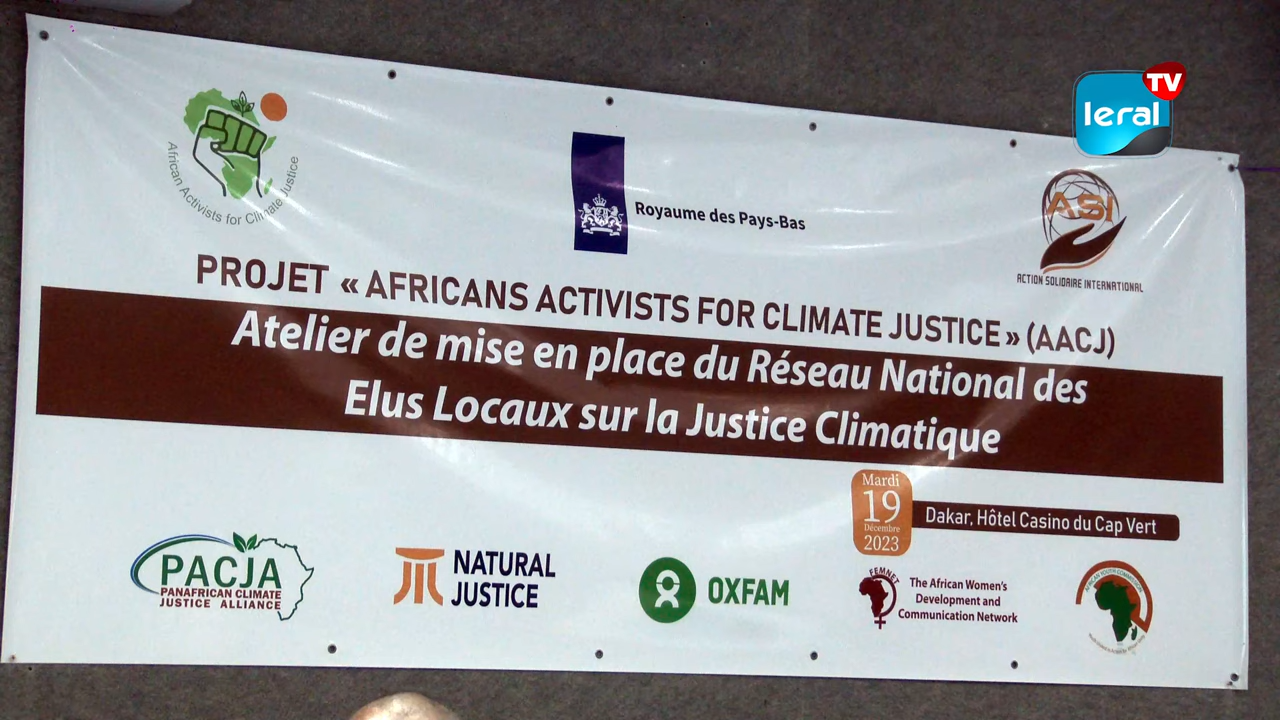 TV
leral
African Activists for Climate Justice
Royaume des Pays-Bas
ASI
ACTION SOLIDAIRE INTERNATIONAL
PROJET « AFRICANS ACTIVISTS FOR CLIMATE JUSTICE » (AACJ)
Atelier de mise en place du Réseau National des
Elus Locaux sur la Justice Climatique
Mardi
19
Décembre
2023
Dakar, Hôtel Casino du Cap Vert
PACJA
PANAFRICAN CLIMATE
JUSTICE ALLIANCE
NATURAL
JUSTICE
OXFAM
FEMNET
The African Women's
Development and
Communication Network
AFRICAN YOUTH COMMISSION